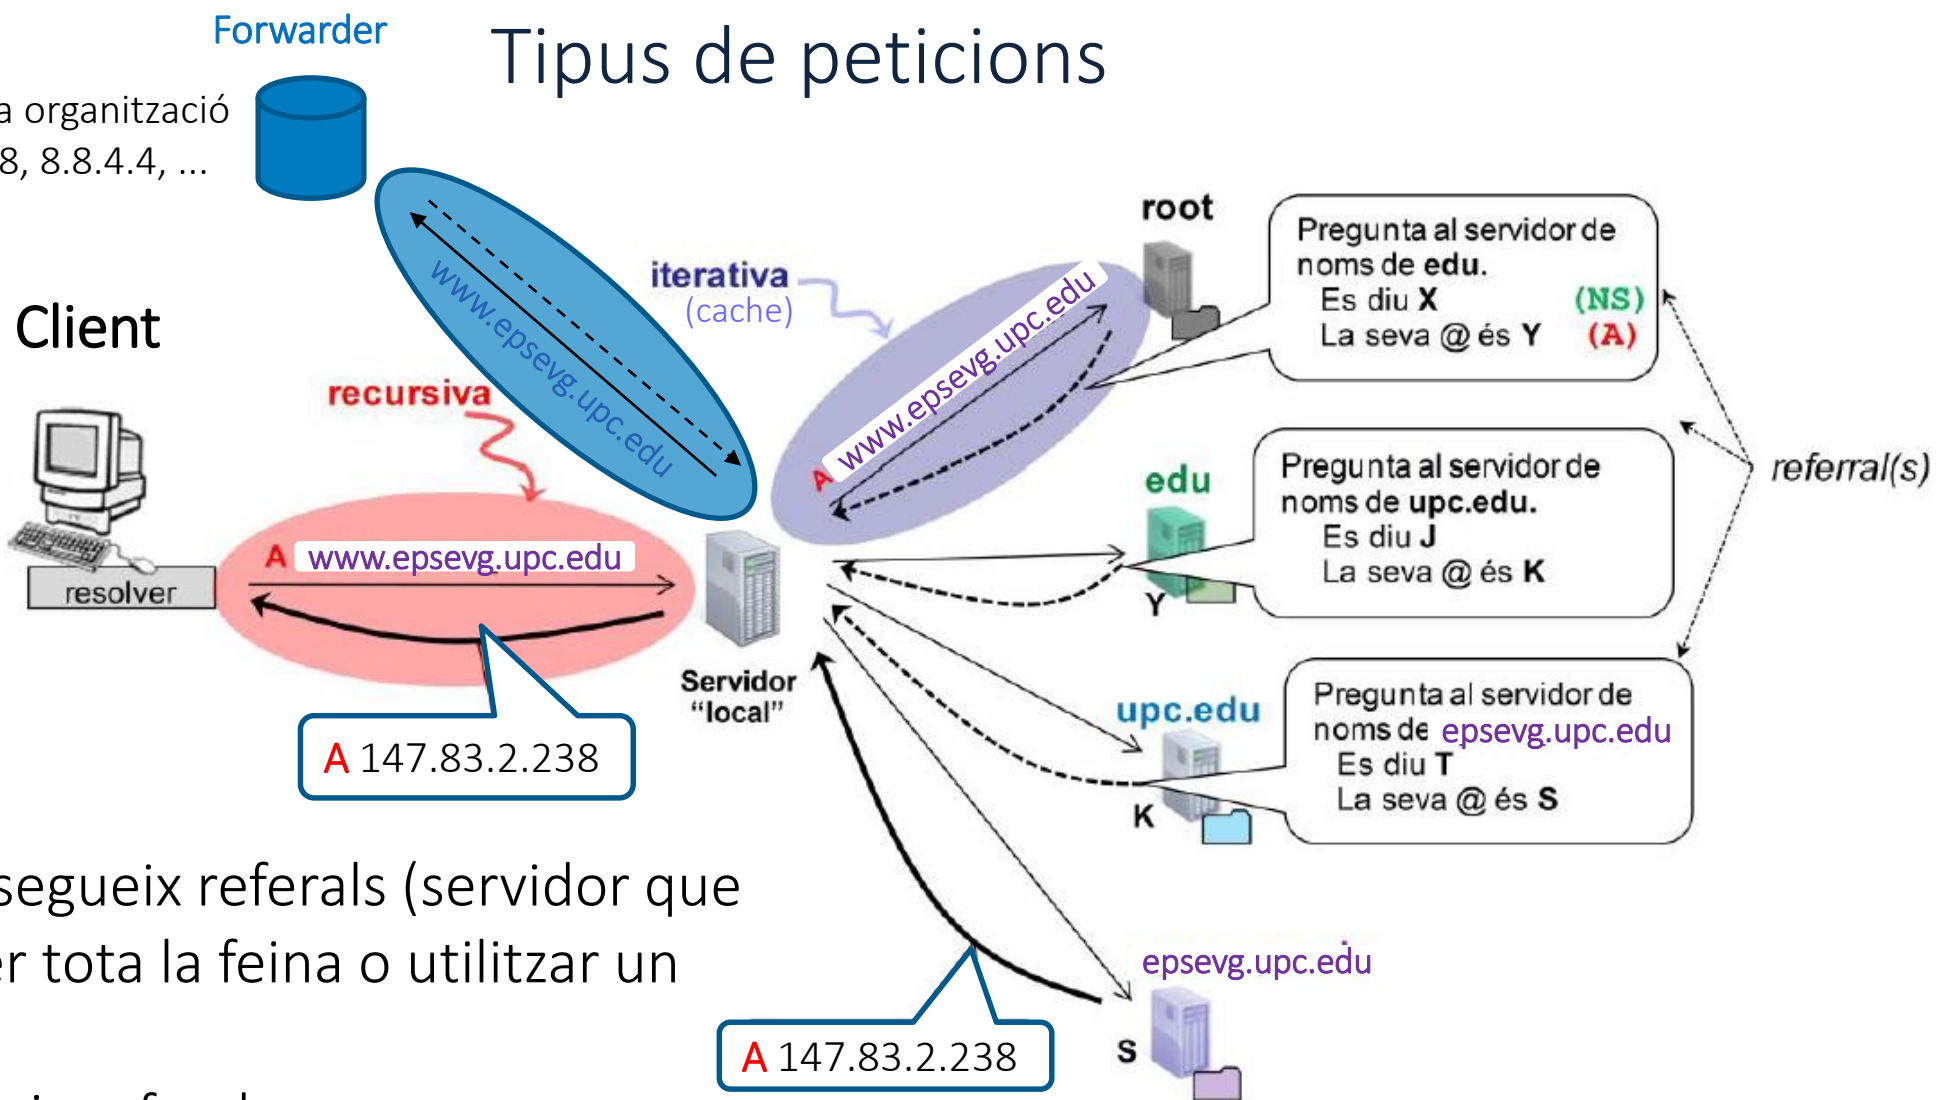 Forwarder
Tipus de peticions
a organització
8, 8.8.4.4, ...
root
Pregunta al servidor de
noms de edu.
Es diu X (NS)
La seva @ és Y (A)
iterativa
(cache)
www.epsevg.upc.edu
A www.epsevg.upc.edu
Client
recursiva
A www.epsevg.upc.edu
resolver
Servidor
"local"
A 147.83.2.238
edu
Y
Pregunta al servidor de
noms de upc.edu.
Es diu J
La seva @ és K
referral(s)
upc.edu
K
Pregunta al servidor de
noms de epsevg.upc.edu
Es diu T
La seva @ és S
segueix referals (servidor que
er tota la feina o utilitzar un
epsevg.upc.edu
S
A 147.83.2.238